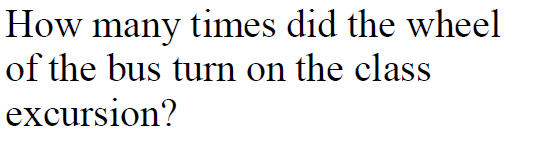 How many times did the wheel
of the bus turn on the class
excursion?